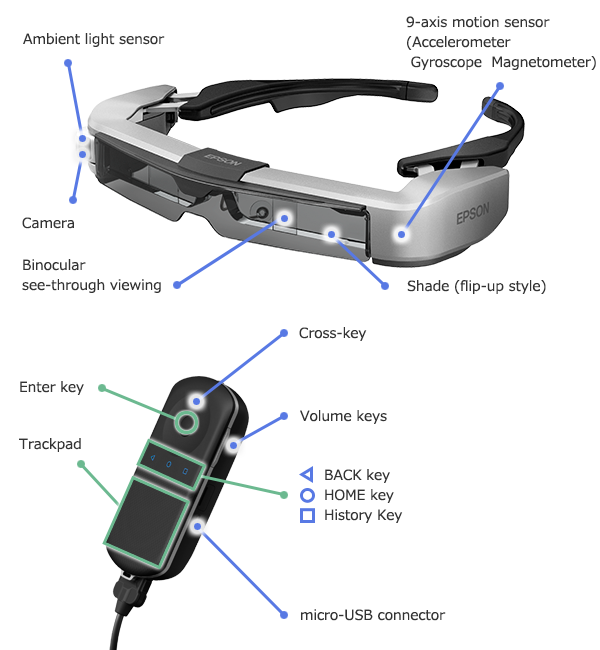 Ambient light sensor
9-axis motion sensor
(Accelerometer
Gyroscope Magnetometer)
EPSON
EPSON
Camera
Binocular
see-through viewing
Shade (flip-up style)
Cross-key
Enter key
Volume keys
Trackpad
BACK key
HOME key
History Key
micro-USB connector